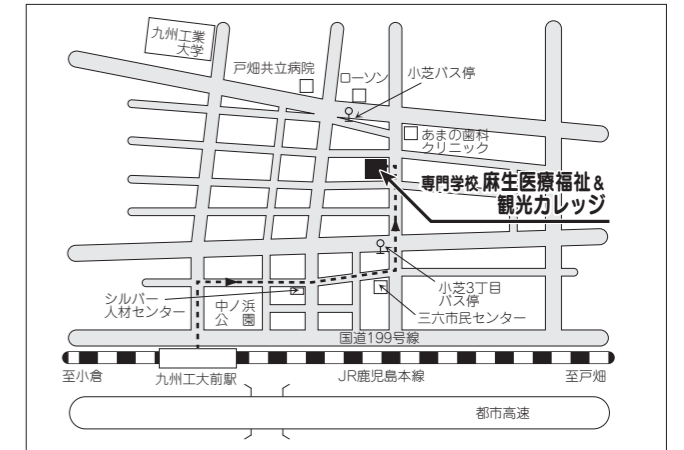 九州工業
大学
戸畑共立病院
ローソン
小芝バス停
あまの歯科
クリニック
専門学校 麻生医療福祉&
観光カレッジ
シルバー
人材センター
中ノ浜
公園
小芝3丁目
バス停
三六市民センター
国道199号線
至小倉
九州工大前駅
JR鹿児島本線
至戸畑
都市高速